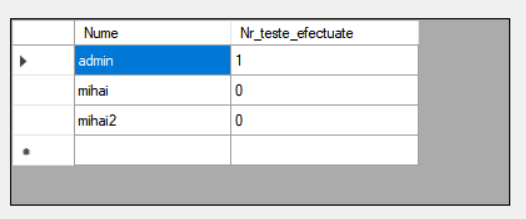 Nume Nr_teste_efectuate
admin 1
mihai 0
mihai2 0